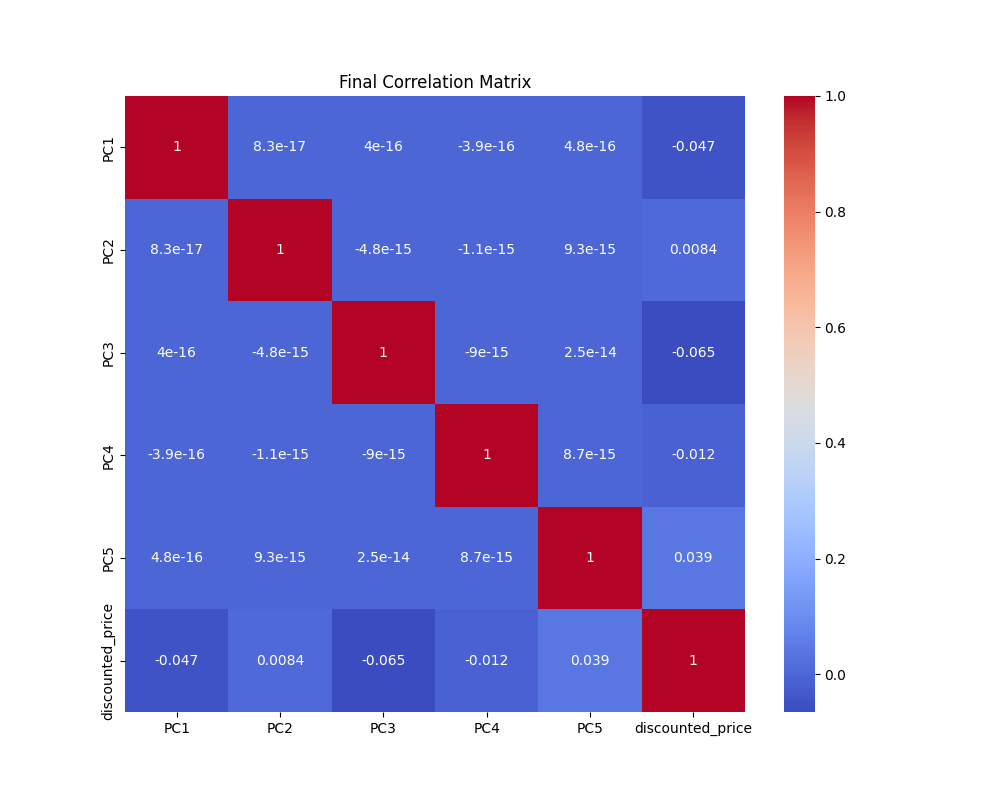 Final Correlation Matrix
PC1 1 8.3e-17 4e-16 -3.9e-16 4.8e-16 -0.047
PC2 8.3e-17 1 -4.8e-15 -1.1e-15 9.3e-15 0.0084
PC3 4e-16 -4.8e-15 1 -9e-15 2.5e-14 -0.065
PC4 -3.9e-16 -1.1e-15 -9e-15 1 8.7e-15 -0.012
PC5 4.8e-16 9.3e-15 2.5e-14 8.7e-15 1 0.039
discounted_price -0.047 0.0084 -0.065 -0.012 0.039 1
PC1 PC2 PC3 PC4 PC5 discounted_price
1.0
0.8
0.6
0.4
0.2
0.0